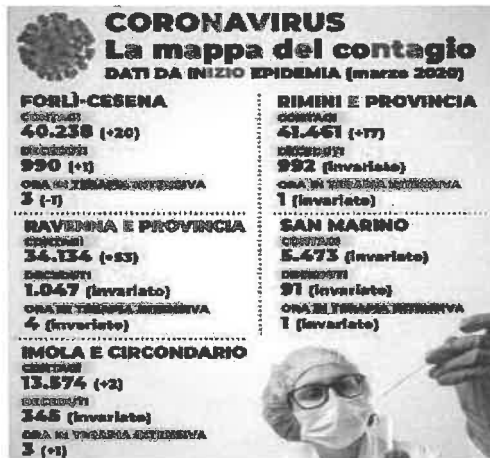 CORONAVIRUS
La mappa del contagio
DATI DA INIZIO EPIDEMIA (marzo 2020)
FORLÌ-CESENA
CONTAGI
40.238 (+20)
DECEDUTI
990 (+1)
ORA IN TERAPIA INTENSIVA
3 (-1)
RAVENNA E PROVINCIA
CONTAGI
34.134 (+53)
DECEDUTI
1.047 (invariato)
ORA IN TERAPIA INTENSIVA
4 (invariato)
IMOLA E CIRCONDARIO
CONTAGI
13.574 (+2)
DECEDUTI
345 (invariato)
ORA IN TERAPIA INTENSIVA
3 (+1)
RIMINI E PROVINCIA
CONTAGI
41.461 (+17)
DECEDUTI
992 (invariato)
ORA IN TERAPIA INTENSIVA
1 (invariato)
SAN MARINO
CONTAGI
5.473 (invariato)
DECEDUTI
91 (invariato)
ORA IN TERAPIA INTENSIVA
1 (invariato)